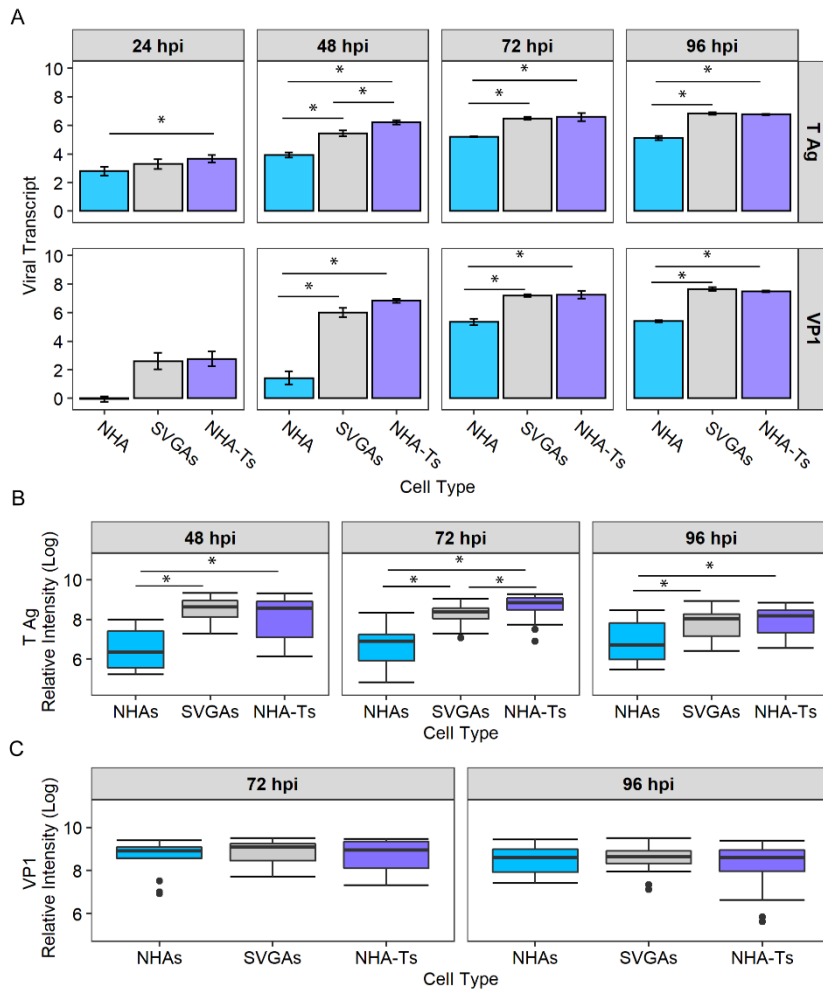 A
24 hpi 48 hpi 72 hpi 96 hpi
10
8
6
4
2
0
* * * * * * * *
T Ag
Viral Transcript
10
8
6
4
2
0
* * * * * *
VP1
NHA SVGAs NHA-Ts NHA SVGAs NHA-Ts NHA SVGAs NHA-Ts NHA SVGAs NHA-Ts
Cell Type
B
48 hpi 72 hpi 96 hpi
T Ag
Relative Intensity (Log)
10
8
6
* * * * * * *
NHAs SVGAs NHA-Ts NHAs SVGAs NHA-Ts NHAs SVGAs NHA-Ts
Cell Type
C
72 hpi 96 hpi
VP1
Relative Intensity (Log)
10
8
6
NHAs SVGAs NHA-Ts NHAs SVGAs NHA-Ts
Cell Type